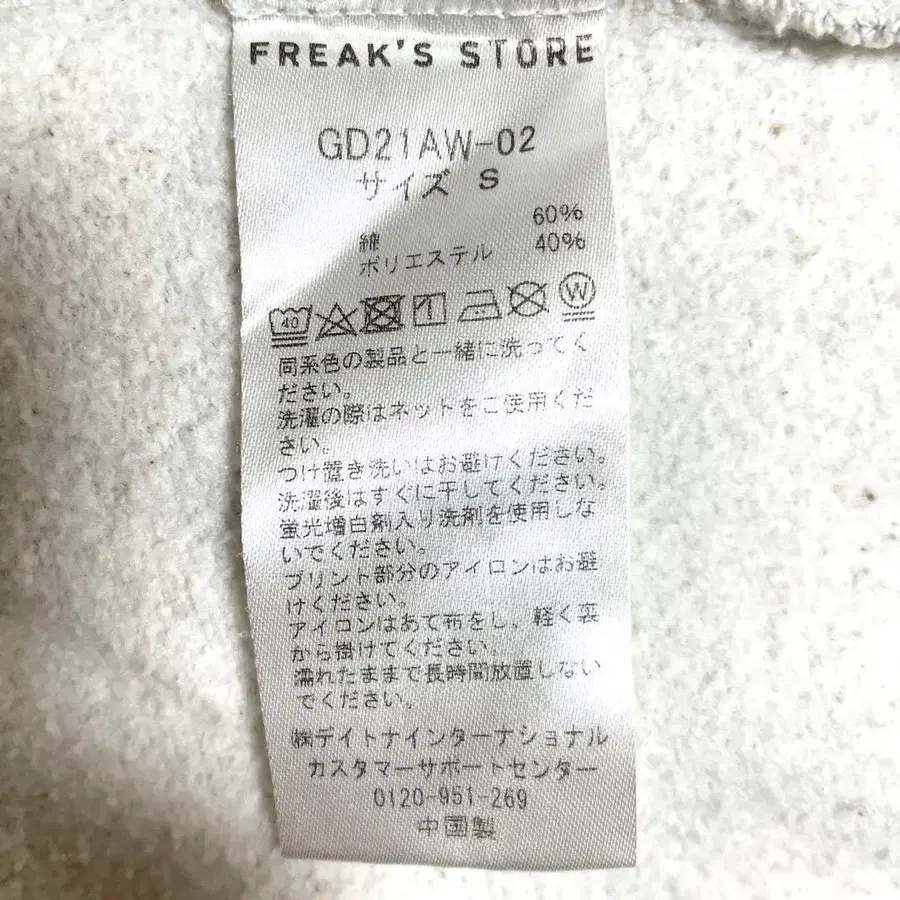 FREAK'S STORE
GD21AW-02
サイズ S
綿 60%
ポリエステル 40%
40 W
同系色の製品と一緒に洗ってく
ださい。
洗濯の際はネットをご使用くだ
さい。
つけ置き洗いはお避けください。
洗濯後はすぐに干してください。
蛍光増白剤入り洗剤を使用しな
いでください。
プリント部分のアイロンはお避
けください。
アイロンはあて布をし、軽く裏
から掛けてください。
濡れたままで長時間放置しない
でください。
㈱デイトナインターナショナル
カスタマーサポートセンター
0120-951-269
中国製